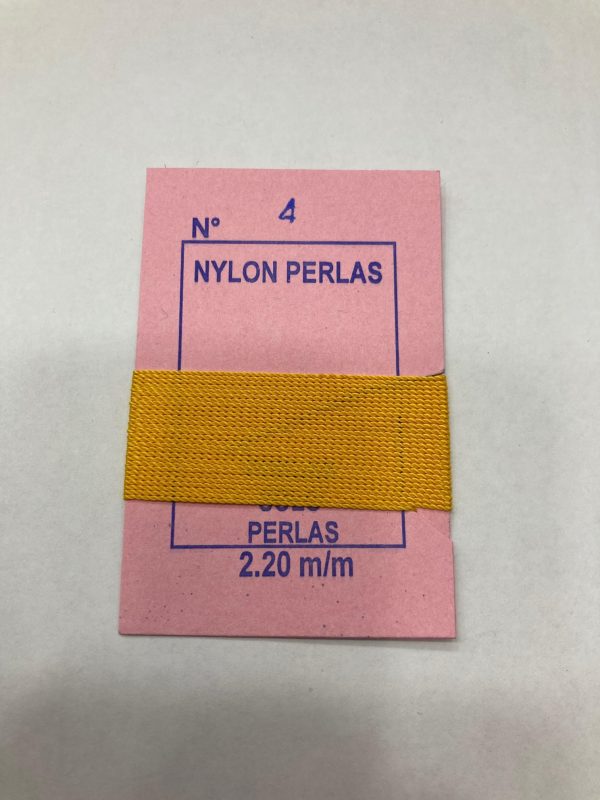 4
N°
NYLON PERLAS
PERLAS
2.20 m/m